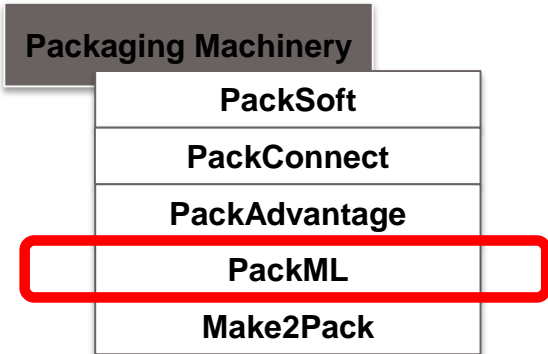 Packaging Machinery
PackSoft
PackConnect
PackAdvantage
PackML
Make2Pack